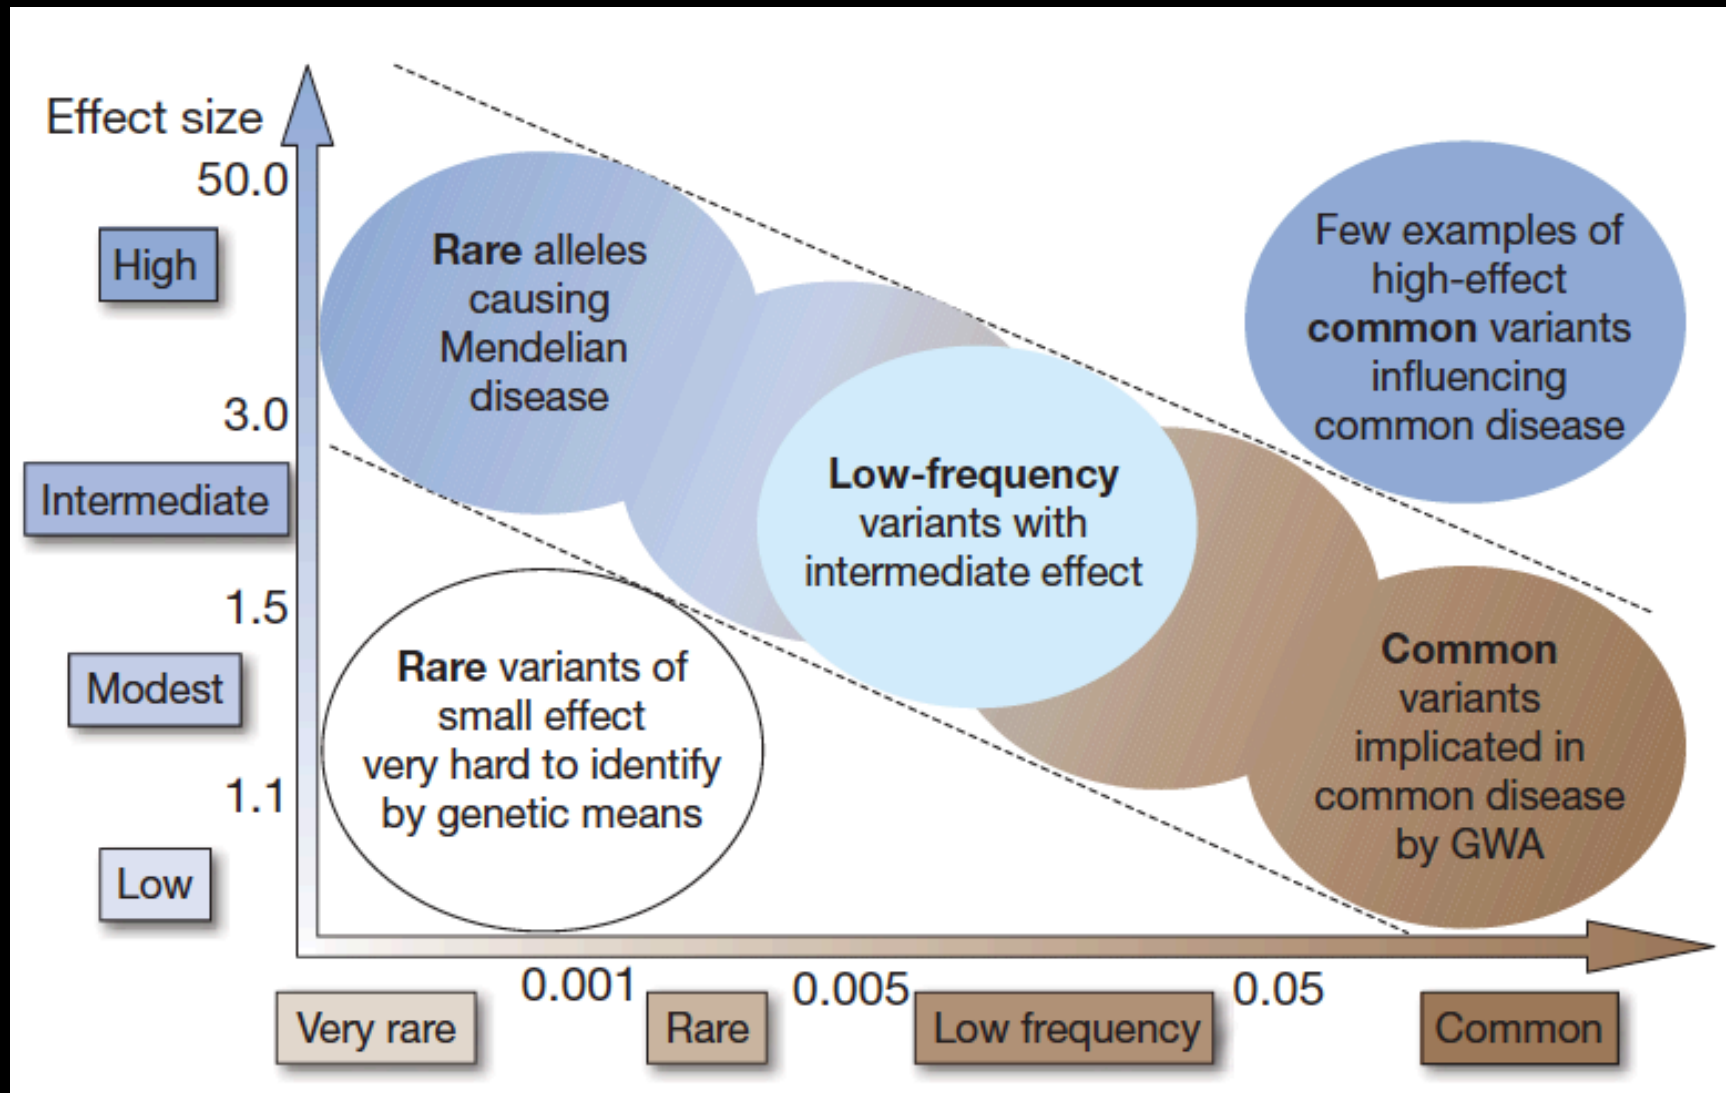 Effect size
50.0
High
3.0
Intermediate
1.5
Modest
1.1
Low
Rare alleles
causing
Mendelian
disease
Few examples of
high-effect
common variants
influencing
common disease
Low-frequency
variants with
intermediate effect
Rare variants of
small effect
very hard to identify
by genetic means
Common
variants
implicated in
common disease
by GWA
0.001
0.005
0.05
Very rare
Rare
Low frequency
Common